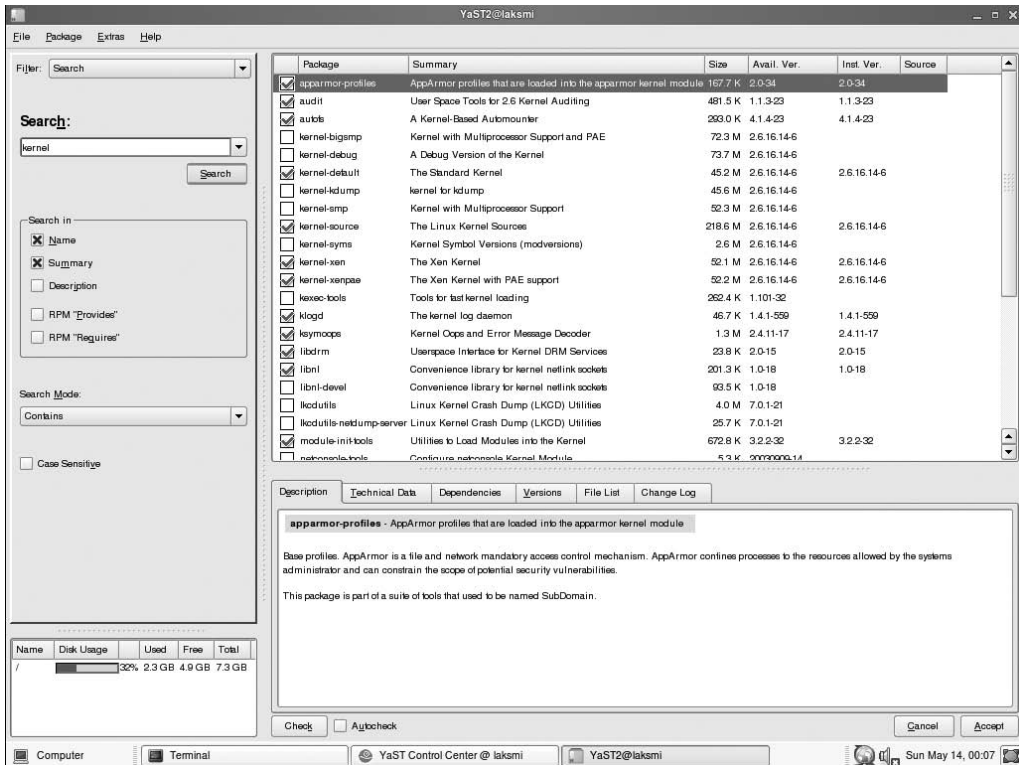 YaST2@laksmi
File Package Extras Help
Filter: Search
Search:
kernel
Search
Search in
Name
Summary
Description
RPM "Provides"
RPM "Requires"
Search Mode:
Contains
Case Sensitive
Name Disk Usage Used Free Total
/ 32% 2.3 GB 4.9 GB 7.3 GB
Package Summary Size Avail. Ver. Inst. Ver. Source
apparmor-profiles AppArmor profiles that are loaded into the apparmor kernel module 167.7 K 2.0-34 2.0-34
audit User Space Tools for 2.6 Kernel Auditing 481.5 K 1.1.3-23 1.1.3-23
autofs A Kernel-Based Automounter 293.0 K 4.1.4-23 4.1.4-23
kernel-bigsmp Kernel with Multiprocessor Support and PAE 72.3 M 2.6.16.14-6
kernel-debug A Debug Version of the Kernel 73.7 M 2.6.16.14-6
kernel-default The Standard Kernel 45.2 M 2.6.16.14-6 2.6.16.14-6
kernel-kdump kernel for kdump 45.6 M 2.6.16.14-6
kernel-smp Kernel with Multiprocessor Support 52.3 M 2.6.16.14-6
kernel-source The Linux Kernel Sources 218.6 M 2.6.16.14-6 2.6.16.14-6
kernel-syms Kernel Symbol Versions (modversions) 2.6 M 2.6.16.14-6
kernel-xen The Xen Kernel 52.1 M 2.6.16.14-6 2.6.16.14-6
kernel-xenpae The Xen Kernel with PAE support 52.2 M 2.6.16.14-6 2.6.16.14-6
kexec-tools Tools for fast kernel loading 262.4 K 1.101-32
klogd The kernel log daemon 46.7 K 1.4.1-559 1.4.1-559
ksymoops Kernel Oops and Error Message Decoder 1.3 M 2.4.11-17 2.4.11-17
libdrm Userspace Interface for Kernel DRM Services 23.8 K 2.0-15 2.0-15
libnl Convenience library for kernel netlink sockets 201.3 K 1.0-18 1.0-18
libnl-devel Convenience library for kernel netlink sockets 93.5 K 1.0-18
lkcdutils Linux Kernel Crash Dump (LKCD) Utilities 4.0 M 7.0.1-21
lkcdutils-netdump-server Linux Kernel Crash Dump (LKCD) Utilities 25.7 K 7.0.1-21
module-init-tools Utilities to Load Modules into the Kernel 672.8 K 3.2.2-32 3.2.2-32
netconsole-tools Configure netconsole Kernel Module 5.3 K 20030909-14
Description Technical Data Dependencies Versions File List Change Log
apparmor-profiles - AppArmor profiles that are loaded into the apparmor kernel module
Base profiles. AppArmor is a file and network mandatory access control mechanism. AppArmor confines processes to the resources allowed by the systems
administrator and can constrain the scope of potential security vulnerabilities.
This package is part of a suite of tools that used to be named SubDomain.
Check Autocheck Cancel Accept
Computer Terminal YaST Control Center @ laksmi YaST2@laksmi Sun May 14, 00:07